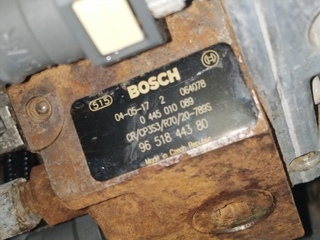 515 BOSCH
04-05-17 2 064078
0 445 010 089
CR/CP3S3/R70/20-789S
96 518 443 80
Made in Czech Republic